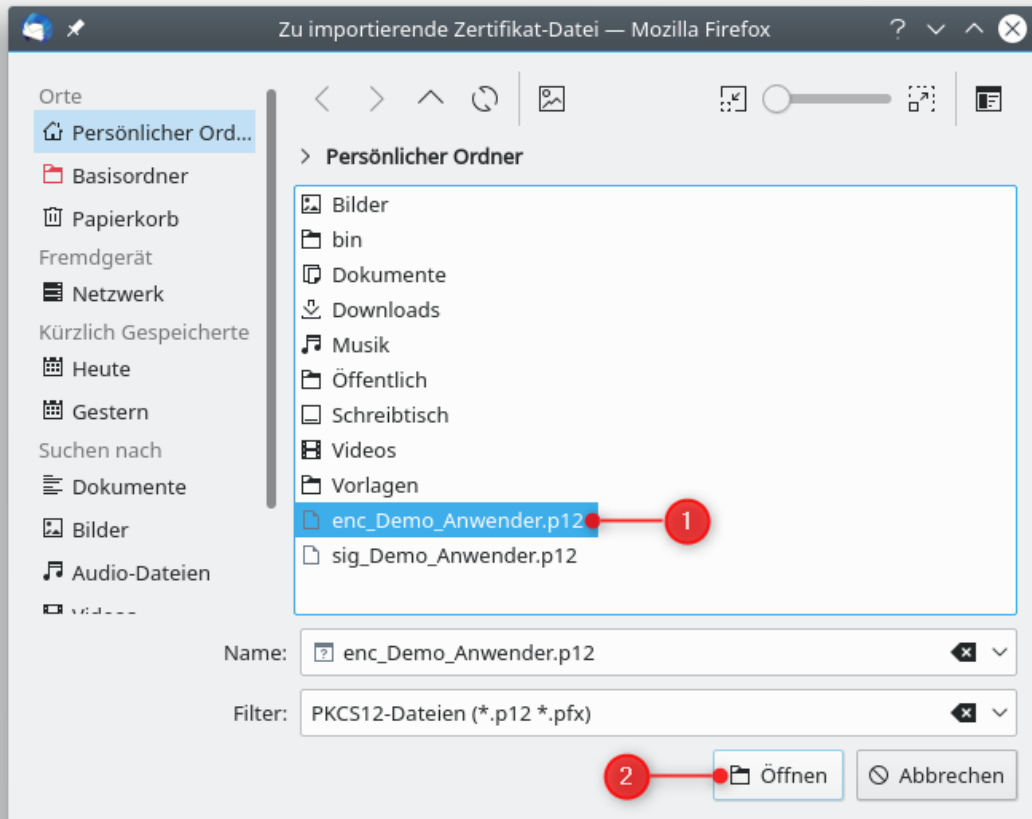 Zu importierende Zertifikat-Datei — Mozilla Firefox
Orte
Persönlicher Ord...
Basisordner
Papierkorb
Fremdgerät
Netzwerk
Kürzlich Gespeicherte
Heute
Gestern
Suchen nach
Dokumente
Bilder
Audio-Dateien
Videos
Persönlicher Ordner
Bilder
bin
Dokumente
Downloads
Musik
Öffentlich
Schreibtisch
Videos
Vorlagen
enc_Demo_Anwender.p12
1
sig_Demo_Anwender.p12
Name: enc_Demo_Anwender.p12
Filter: PKCS12-Dateien (*.p12 *.pfx)
2 Öffnen Abbrechen